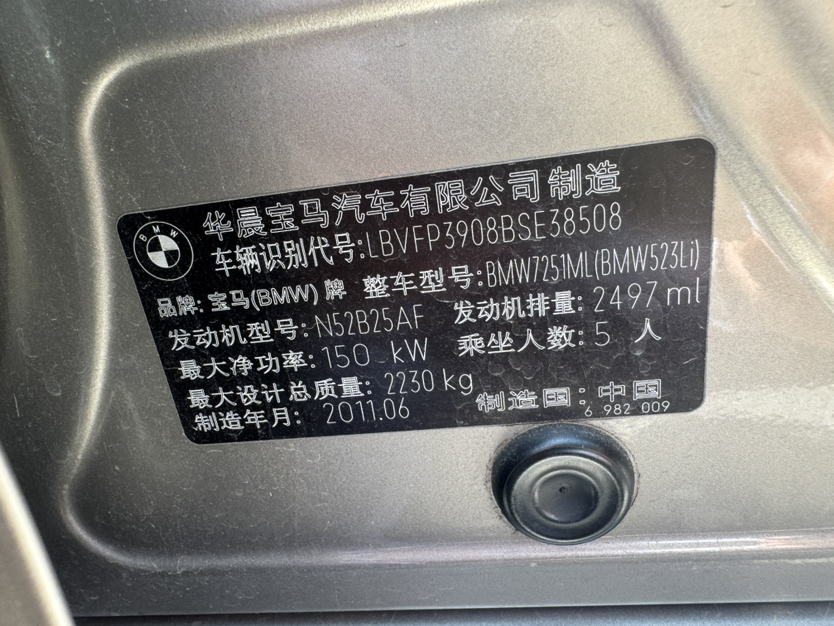 BMW
华晨宝马汽车有限公司 制造
车辆识别代号:LBVFP3908BSE38508
品牌: 宝马(BMW) 牌 整车型号:BMW7251ML(BMW523Li)
发动机型号:N52B25AF 发动机排量: 2497 ml
最大净功率:150 kW 乘坐人数: 5 人
最大设计总质量: 2230 kg
制造年月: 2011.06 制造国: 中国
6 982 009